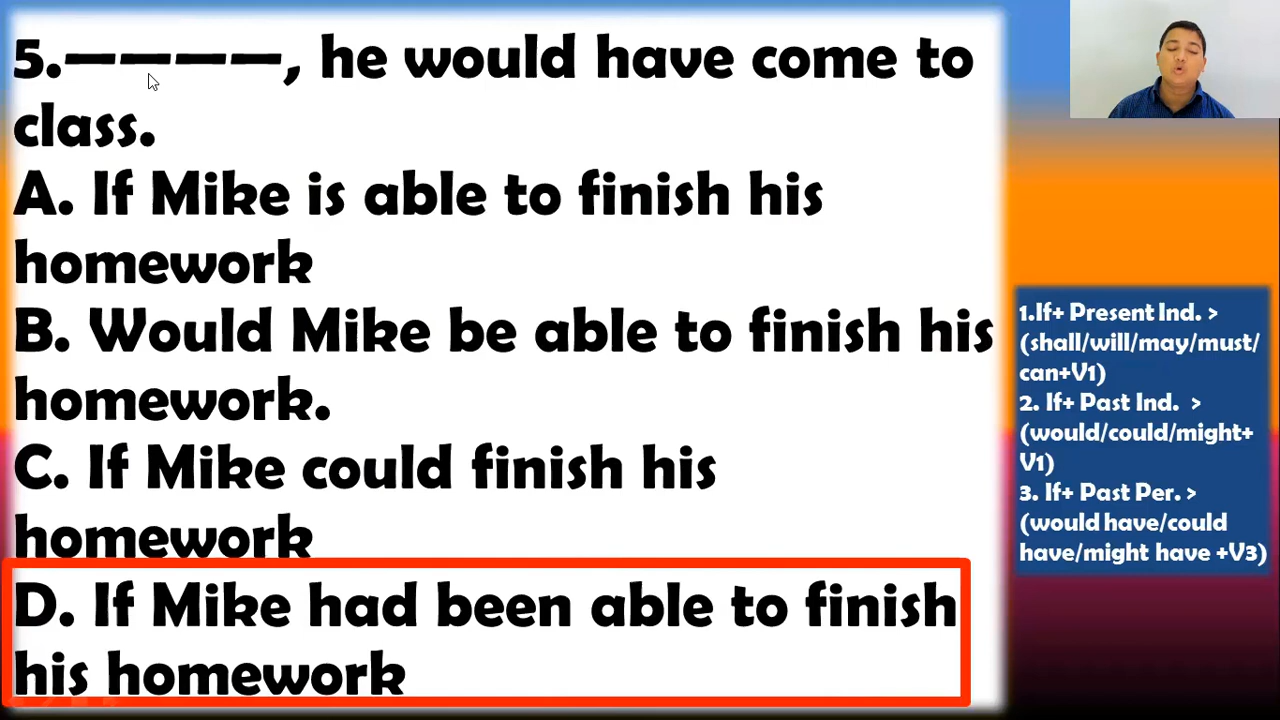 5.————, he would have come to
class.
A. If Mike is able to finish his
homework
B. Would Mike be able to finish his
homework.
C. If Mike could finish his
homework
D. If Mike had been able to finish
his homework
1.If+ Present Ind. >
(shall/will/may/must/
can+V1)
2. If+ Past Ind. >
(would/could/might+
V1)
3. If+ Past Per. >
(would have/could
have/might have +V3)